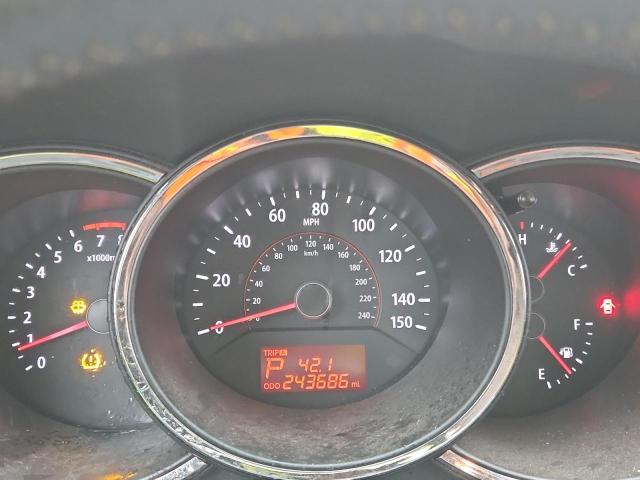 0 1 2 3 4 5 6 7 8
x1000
0 20 40 60 80 100 120 140 150
MPH
0 20 40 60 80 100 120 140 160 180 200 220 240
km/h
TRIP A
P 42.1
ODO 243686 mi.
H C
F E